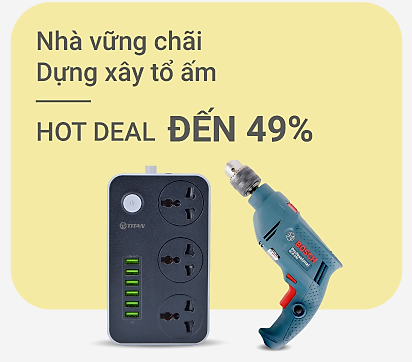 Nhà vững chãi
Dựng xây tổ ấm
HOT DEAL ĐẾN 49%
TITAN
BOSCH